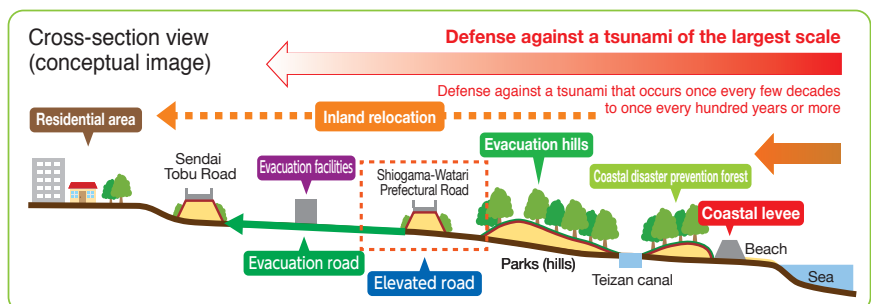 Cross-section view
(conceptual image)
Defense against a tsunami of the largest scale
Defense against a tsunami that occurs once every few decades
to once every hundred years or more
Residential area
Inland relocation
Sendai
Tobu Road
Evacuation facilities
Shiogama-Watari
Prefectural Road
Evacuation hills
Coastal disaster prevention forest
Coastal levee
Beach
Evacuation road
Elevated road
Parks (hills)
Teizan canal
Sea